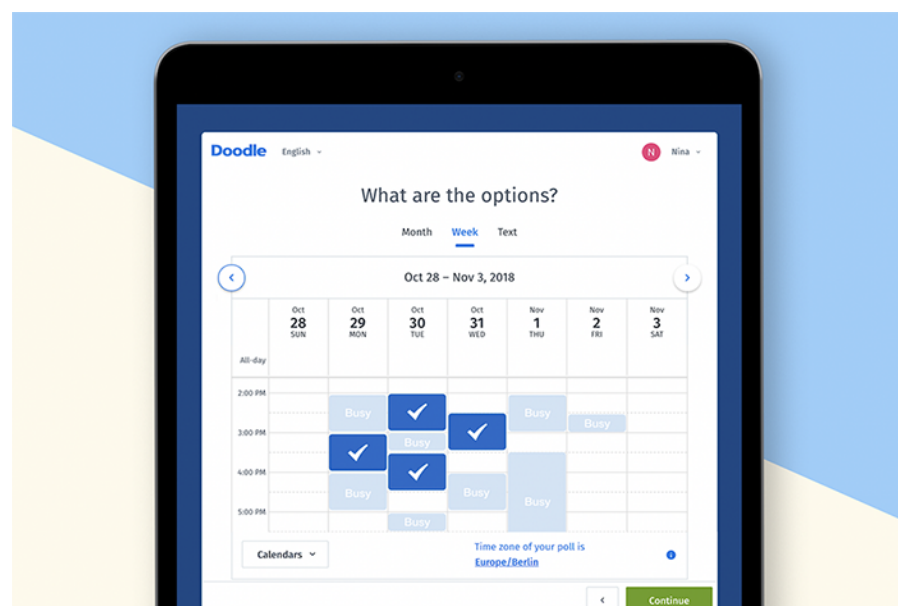 Doodle English N Nina
What are the options?
Month Week Text
Oct 28 – Nov 3, 2018
Oct Oct Oct Oct Nov Nov Nov
28 29 30 31 1 2 3
SUN MON TUE WED THU FRI SAT
All-day
2:00 PM
Busy Busy
Busy
3:00 PM
Busy
4:00 PM
Busy Busy
Busy
5:00 PM
Busy
Calendars
Time zone of your poll is
Europe/Berlin
Continue